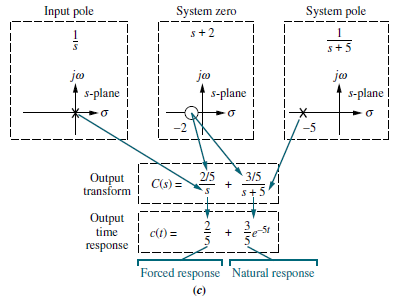 Input pole System zero System pole
1/s s + 2 1/(s + 5)
jω jω jω
s-plane s-plane s-plane
σ σ σ
−2 −5
Output transform C(s) = 2/5/s + 3/5/(s + 5)
Output time response c(t) = 2/5 + 3/5 e^−5t
Forced response Natural response
(c)